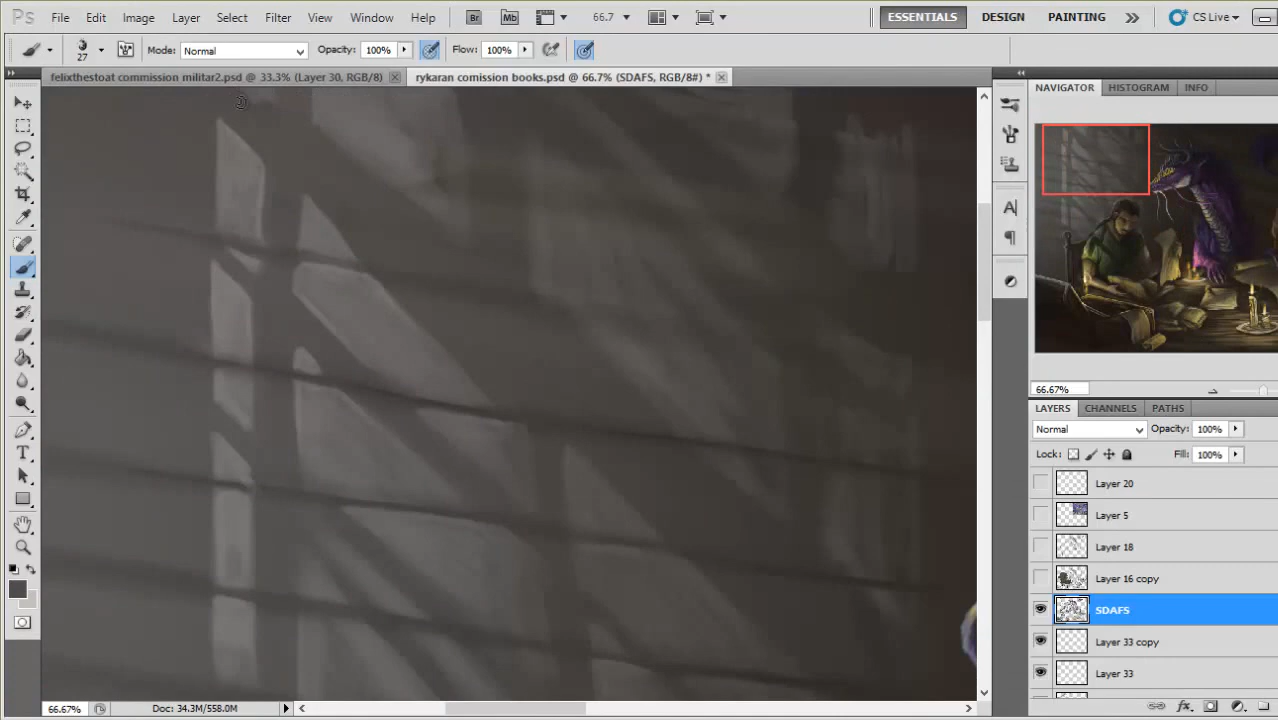 Ps File Edit Image Layer Select Filter View Window Help Br Mb 66.7 ESSENTIALS DESIGN PAINTING CS Live
27 Mode: Normal Opacity: 100% Flow: 100%
felixthestoat commission militar2.psd @ 33.3% (Layer 30, RGB/8) rykaran comission books.psd @ 66.7% (SDAFS, RGB/8#) *
NAVIGATOR HISTOGRAM INFO
66.67%
LAYERS CHANNELS PATHS
Normal Opacity: 100%
Lock: Fill: 100%
Layer 20
Layer 5
Layer 18
Layer 16 copy
SDAFS
Layer 33 copy
Layer 33
66.67% Doc: 34.3M/558.0M